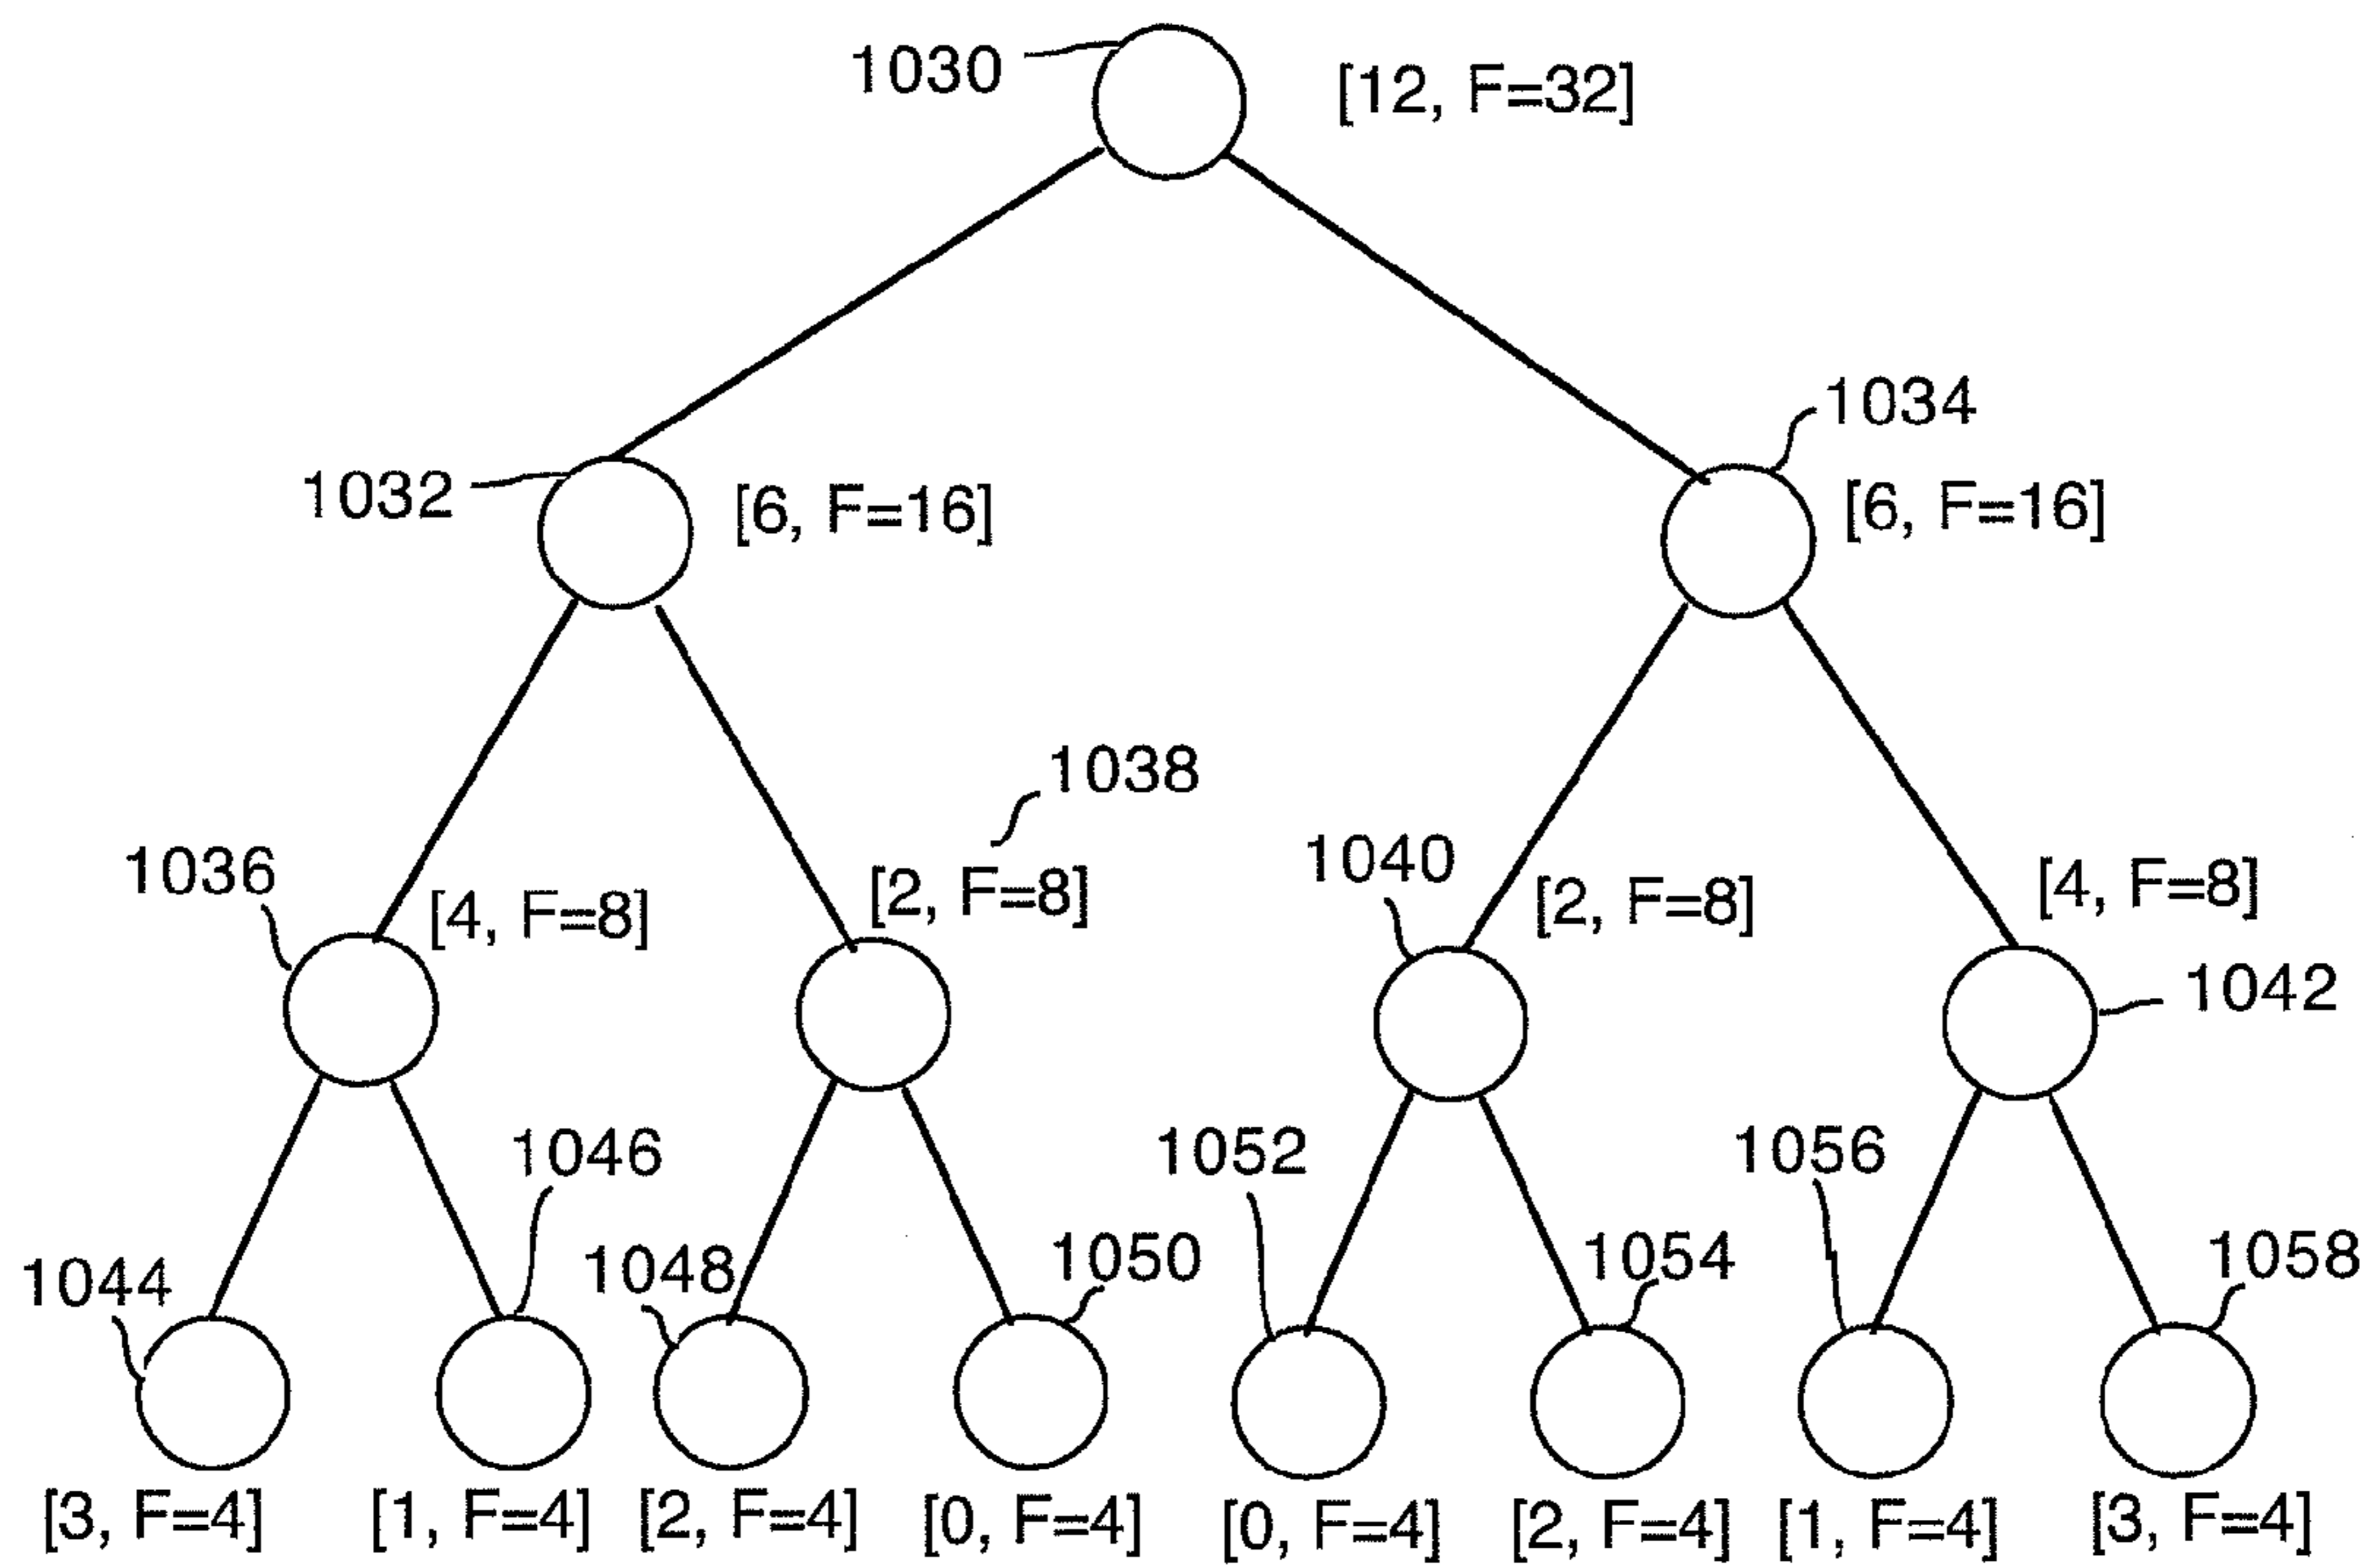 1030
[12, F=32]
1034
1032
[6, F=16]
[6, F=16]
1038
1036
[4, F=8]
[2, F=8]
1040
[2, F=8]
[4, F=8]
1042
1046
1052
1056
1044
1048
1050
1054
1058
[3, F=4]
[1, F=4]
[2, F=4]
[0, F=4]
[0, F=4]
[2, F=4]
[1, F=4]
[3, F=4]